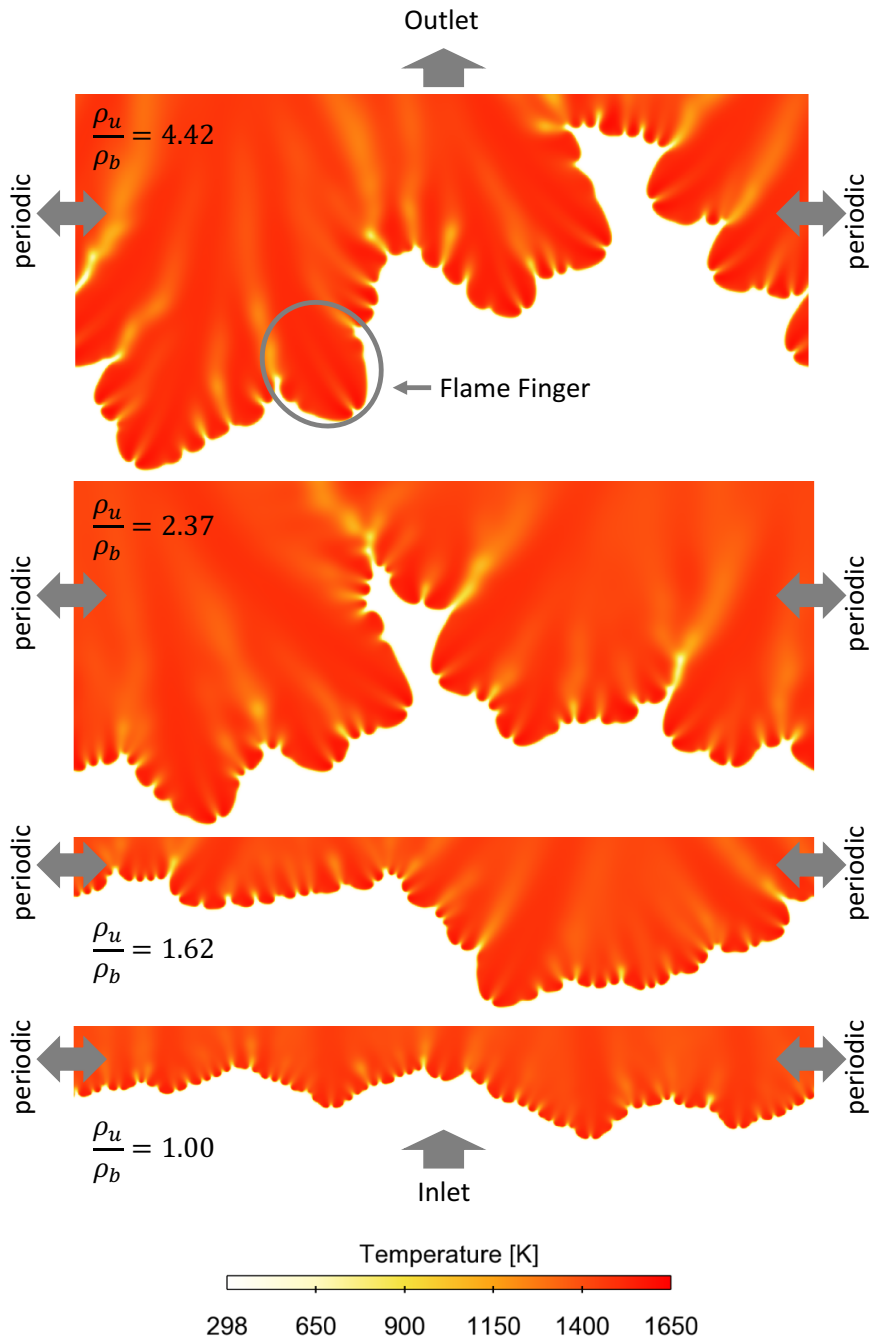 Outlet
ρu/ρb = 4.42
periodic
periodic
Flame Finger
ρu/ρb = 2.37
periodic
periodic
periodic
periodic
ρu/ρb = 1.62
periodic
periodic
ρu/ρb = 1.00
Inlet
Temperature [K]
298 650 900 1150 1400 1650